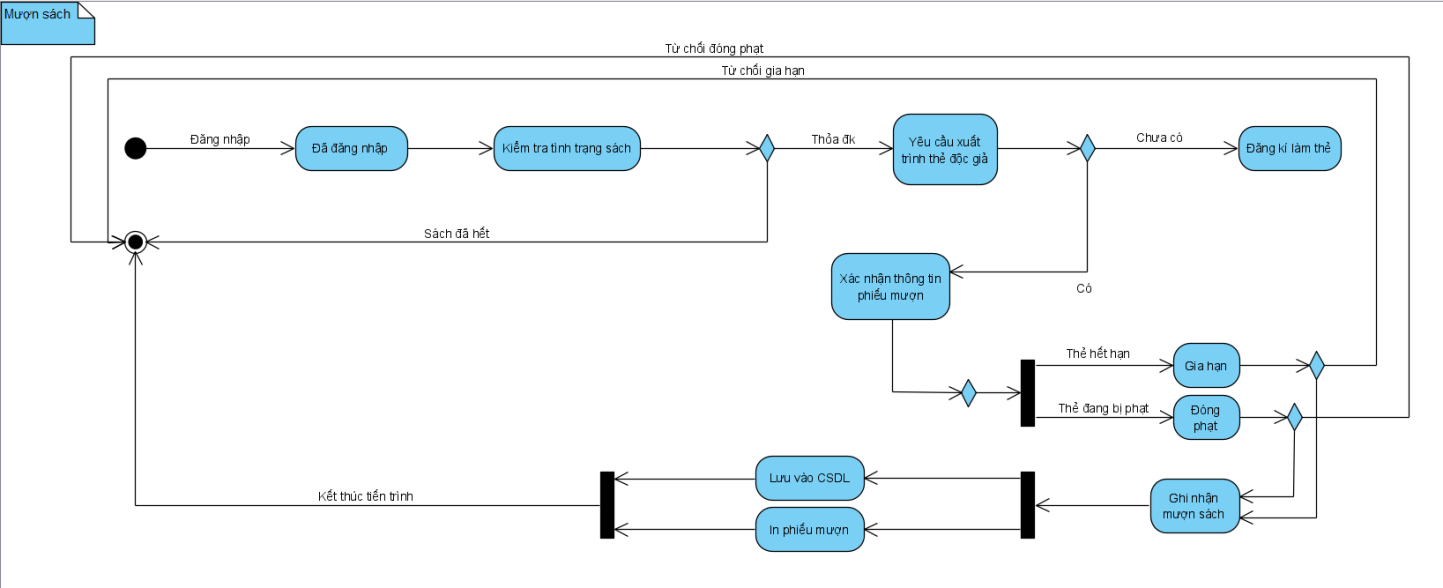 Mượn sách
Từ chối đóng phạt
Từ chối gia hạn
Đăng nhập
Đã đăng nhập
Kiểm tra tình trạng sách
Thỏa đk
Yêu cầu xuất
trình thẻ độc giả
Chưa có
Đăng kí làm thẻ
Sách đã hết
Xác nhận thông tin
phiếu mượn
Có
Thẻ hết hạn
Gia hạn
Thẻ đang bị phạt
Đóng
phạt
Lưu vào CSDL
Ghi nhận
mượn sách
Kết thúc tiến trình
In phiếu mượn